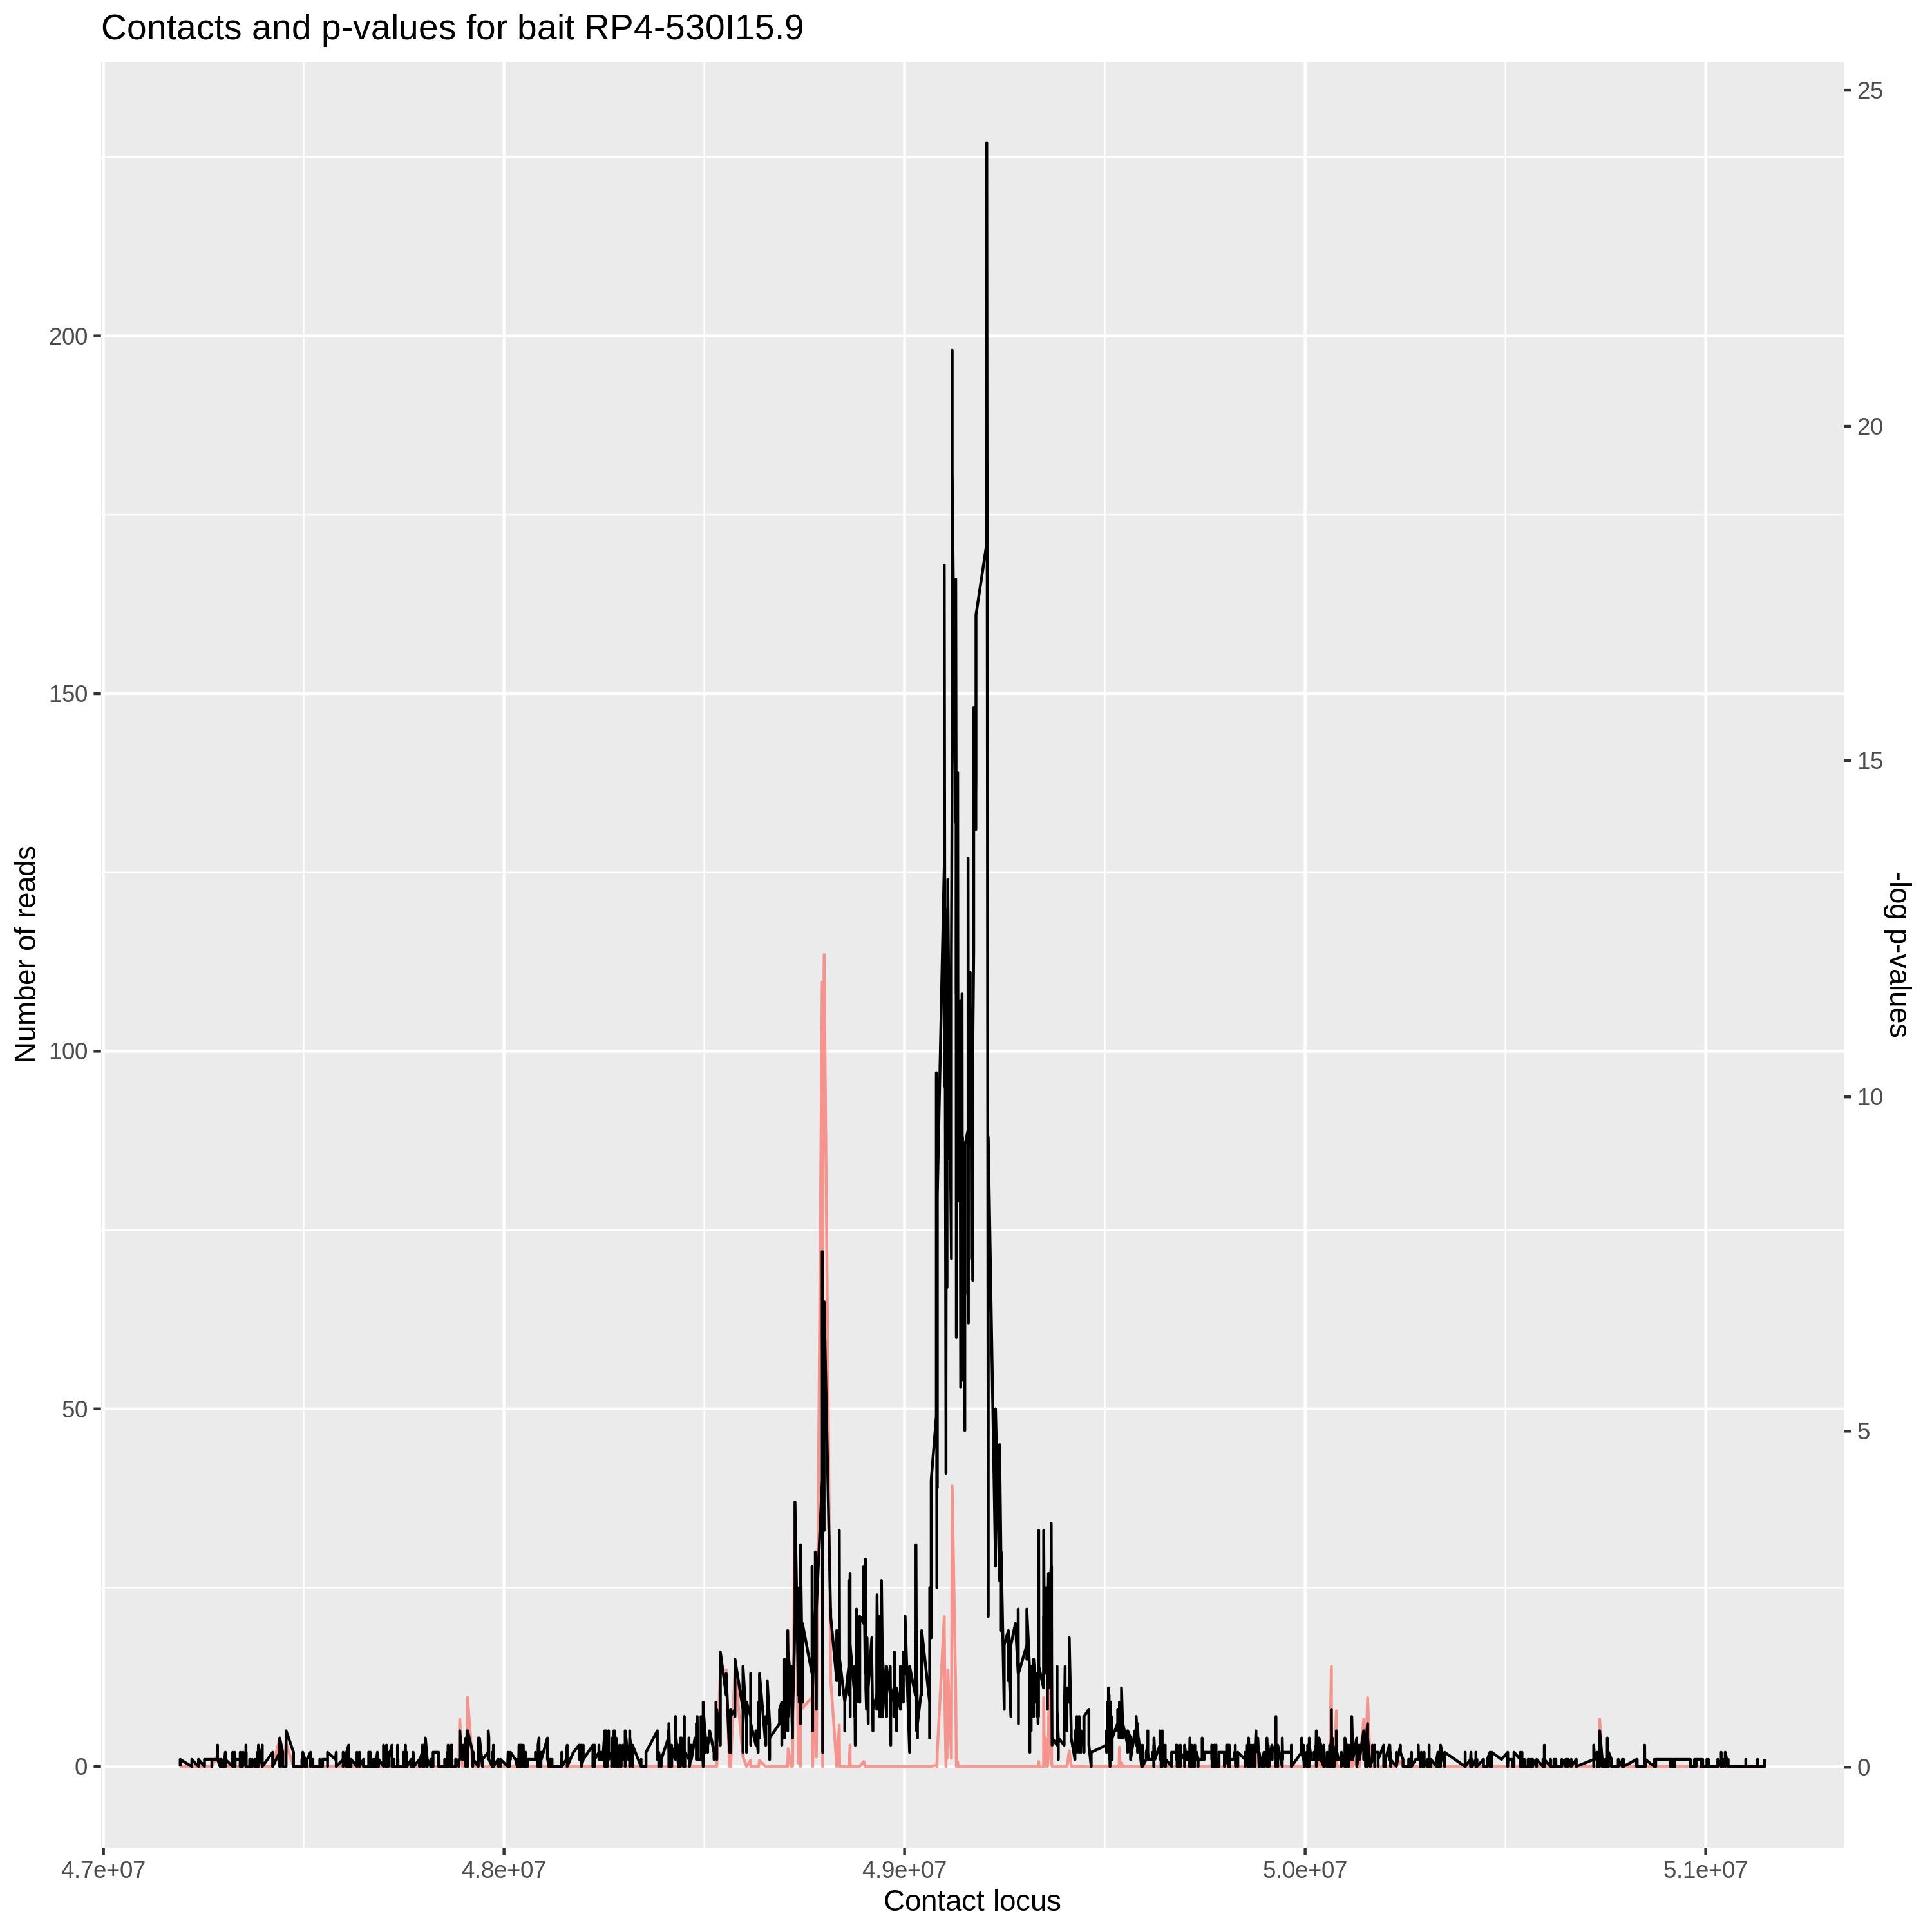 Contacts and p-values for bait RP4-530I15.9
25
200
20
150
15
Number of reads
-log p-values
100
10
50
5
0
0
4.7e+07 4.8e+07 4.9e+07 5.0e+07 5.1e+07
Contact locus